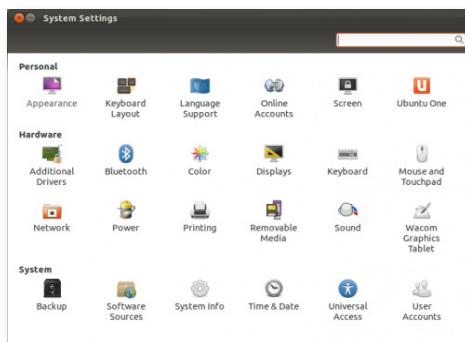 System Settings
Personal
Appearance
Keyboard Layout
Language Support
Online Accounts
Screen
Ubuntu One
Hardware
Additional Drivers
Bluetooth
Color
Displays
Keyboard
Mouse and Touchpad
Network
Power
Printing
Removable Media
Sound
Wacom Graphics Tablet
System
Backup
Software Sources
System Info
Time & Date
Universal Access
User Accounts